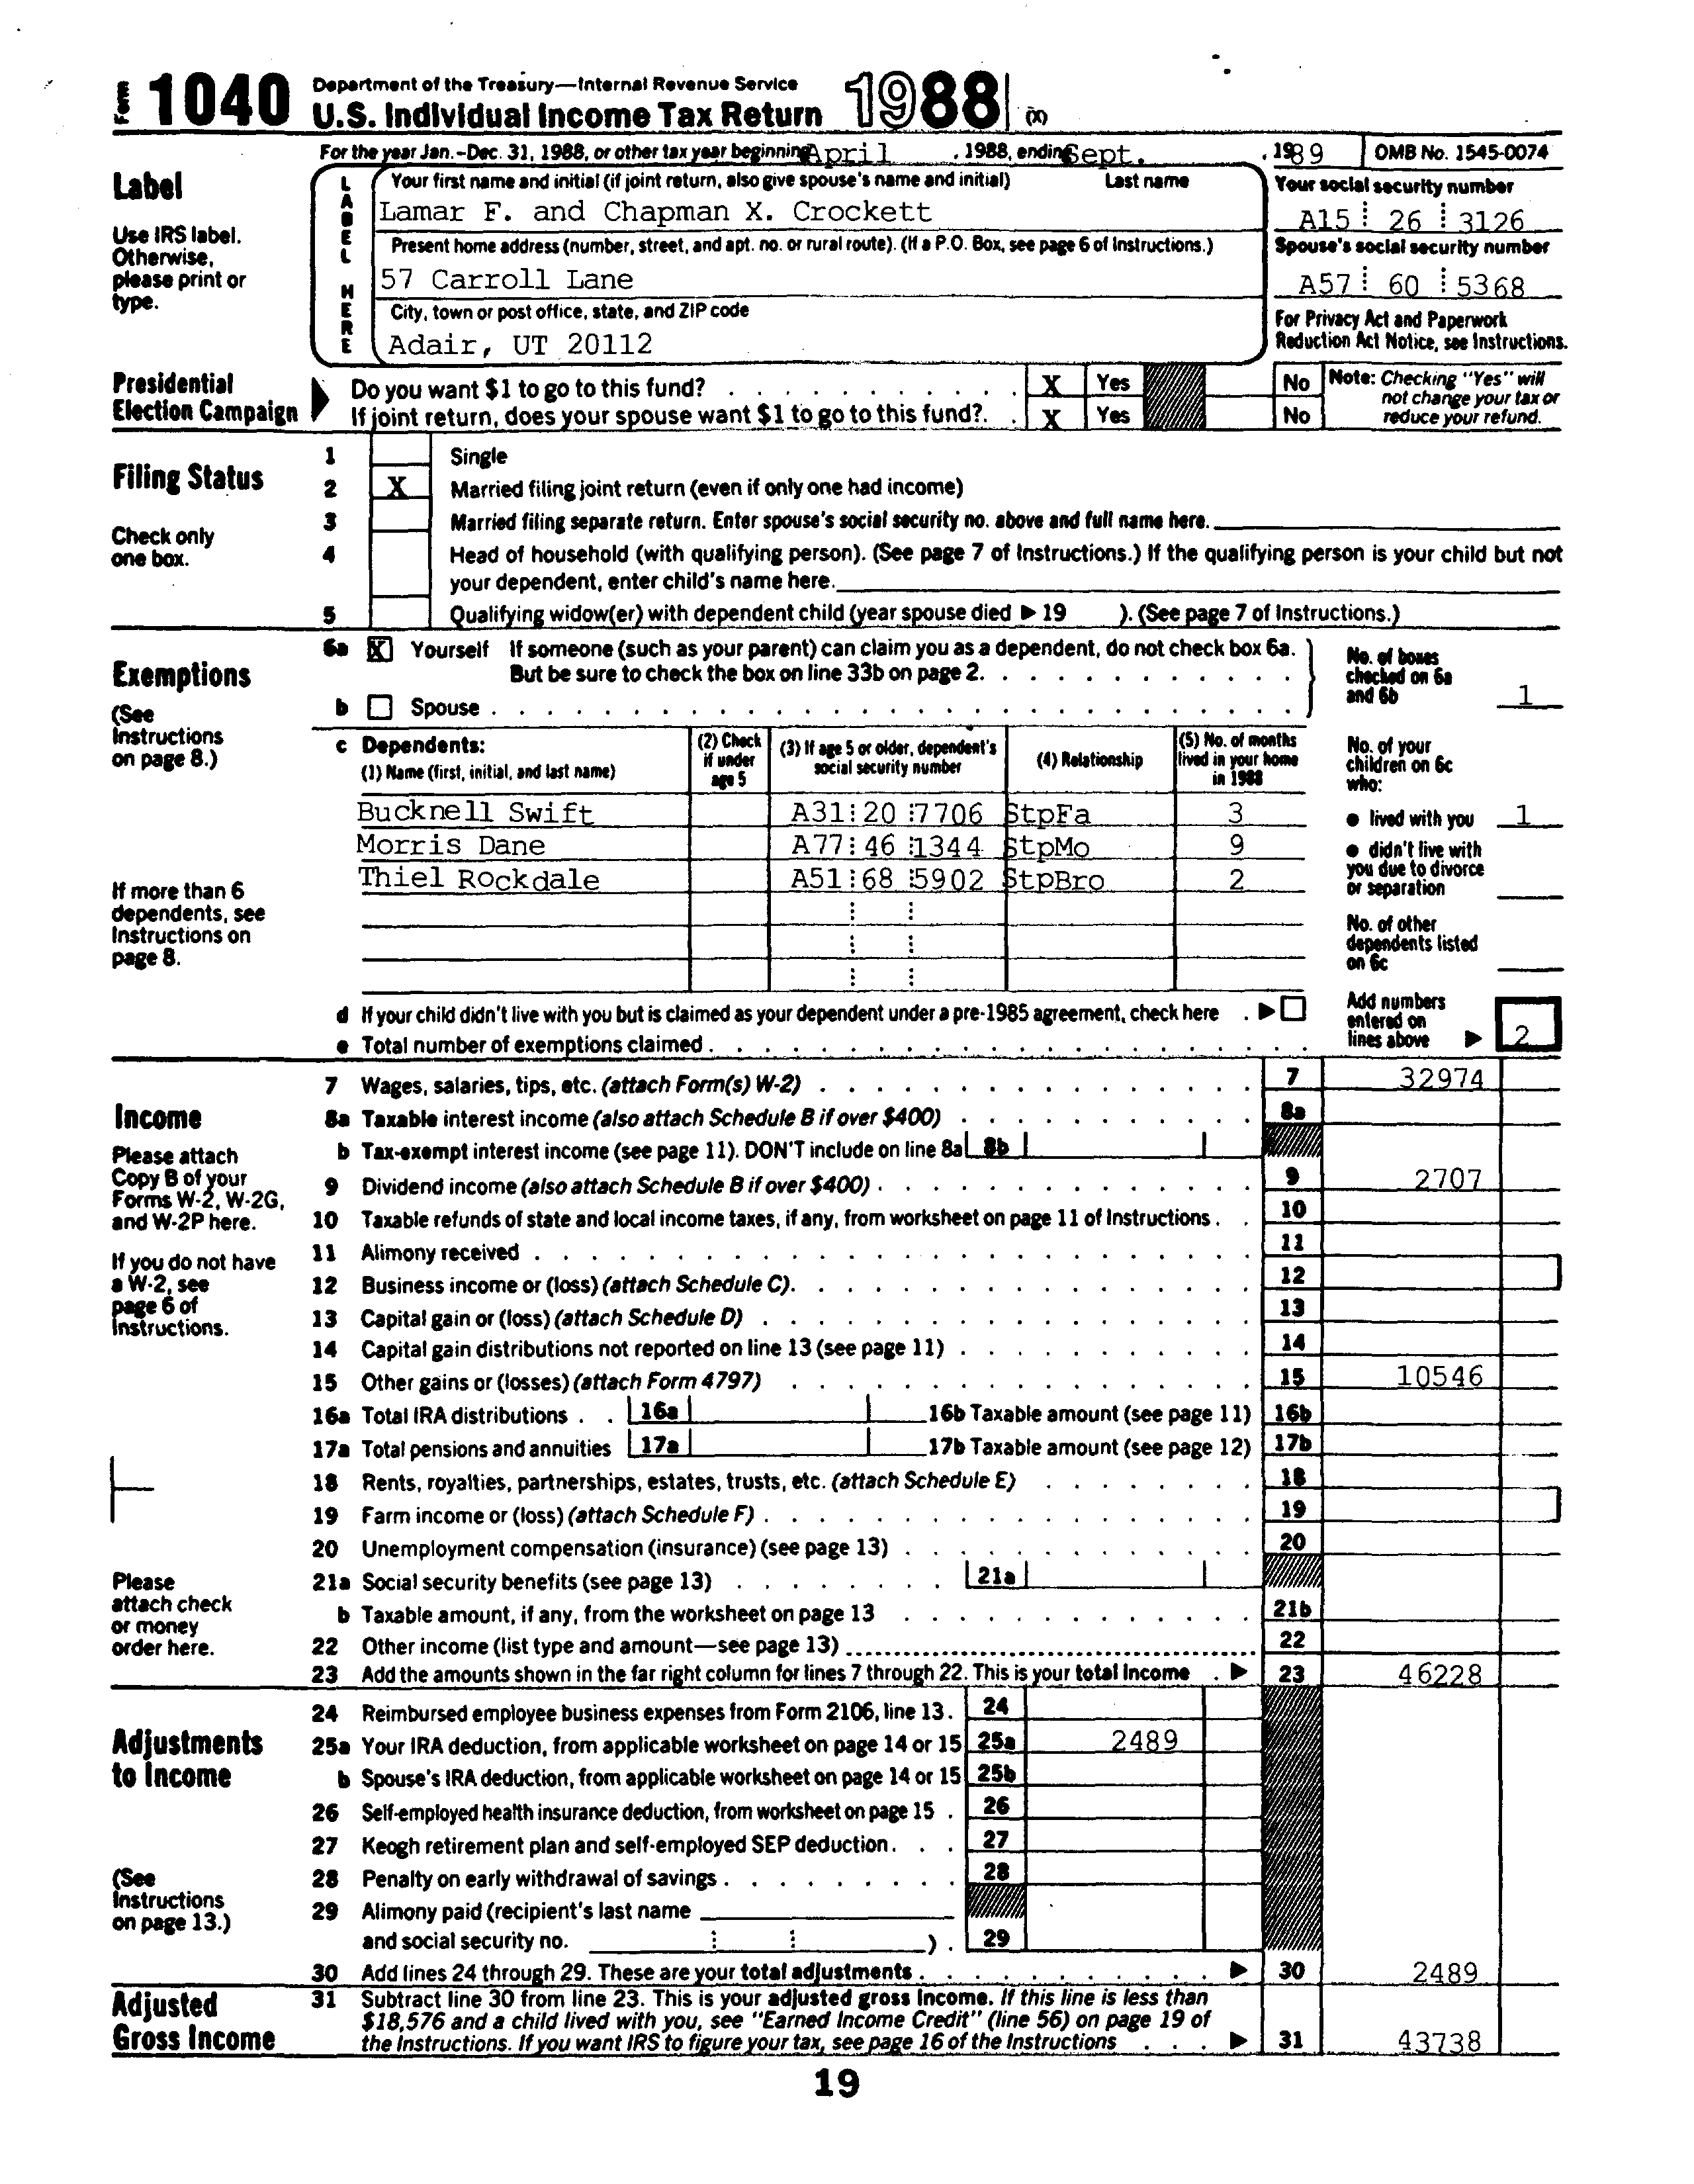 Form 1040 Department of the Treasury—Internal Revenue Service
U.S. Individual Income Tax Return 1988 (X)
For the year Jan.-Dec. 31, 1988, or other tax year beginning April , 1988, ending Sept. , 1989 OMB No. 1545-0074
Label
Use IRS label.
Otherwise,
please print or
type.
LABEL HERE
Your first name and initial (if joint return, also give spouse's name and initial) Last name
Lamar F. and Chapman X. Crockett
Your social security number
A15 26 3126
Present home address (number, street, and apt. no. or rural route). (If a P.O. Box, see page 6 of Instructions.)
57 Carroll Lane
Spouse's social security number
A57 60 5368
City, town or post office, state, and ZIP code
Adair, UT 20112
For Privacy Act and Paperwork
Reduction Act Notice, see Instructions.
Presidential
Election Campaign
Do you want $1 to go to this fund? X Yes No
If joint return, does your spouse want $1 to go to this fund? X Yes No
Note: Checking "Yes" will
not change your tax or
reduce your refund.
Filing Status
Check only
one box.
1 Single
2 X Married filing joint return (even if only one had income)
3 Married filing separate return. Enter spouse's social security no. above and full name here.
4 Head of household (with qualifying person). (See page 7 of Instructions.) If the qualifying person is your child but not
your dependent, enter child's name here.
5 Qualifying widow(er) with dependent child (year spouse died ▶ 19 ). (See page 7 of Instructions.)
Exemptions
(See
Instructions
on page 8.)
6a X Yourself If someone (such as your parent) can claim you as a dependent, do not check box 6a.
But be sure to check the box on line 33b on page 2.
b Spouse
No. of boxes
checked on 6a
and 6b 1
c Dependents:
(1) Name (first, initial, and last name)
(2) Check
if under
age 5
(3) If age 5 or older, dependent's
social security number
(4) Relationship
(5) No. of months
lived in your home
in 1988
Bucknell Swift A31 20 7706 StpFa 3
Morris Dane A77 46 1344 StpMo 9
Thiel Rockdale A51 68 5902 StpBro 2
No. of your
children on 6c
who:
● lived with you 1
● didn't live with
you due to divorce
or separation
No. of other
dependents listed
on 6c
If more than 6
dependents, see
Instructions on
page 8.
d If your child didn't live with you but is claimed as your dependent under a pre-1985 agreement, check here ▶
e Total number of exemptions claimed
Add numbers
entered on
lines above ▶ 2
Income
Please attach
Copy B of your
Forms W-2, W-2G,
and W-2P here.
If you do not have
a W-2, see
page 6 of
Instructions.
Please
attach check
or money
order here.
7 Wages, salaries, tips, etc. (attach Form(s) W-2) 7 32974
8a Taxable interest income (also attach Schedule B if over $400) 8a
b Tax-exempt interest income (see page 11). DON'T include on line 8a 8b
9 Dividend income (also attach Schedule B if over $400) 9 2707
10 Taxable refunds of state and local income taxes, if any, from worksheet on page 11 of Instructions 10
11 Alimony received 11
12 Business income or (loss) (attach Schedule C) 12
13 Capital gain or (loss) (attach Schedule D) 13
14 Capital gain distributions not reported on line 13 (see page 11) 14
15 Other gains or (losses) (attach Form 4797) 15 10546
16a Total IRA distributions 16a 16b Taxable amount (see page 11) 16b
17a Total pensions and annuities 17a 17b Taxable amount (see page 12) 17b
18 Rents, royalties, partnerships, estates, trusts, etc. (attach Schedule E) 18
19 Farm income or (loss) (attach Schedule F) 19
20 Unemployment compensation (insurance) (see page 13) 20
21a Social security benefits (see page 13) 21a
b Taxable amount, if any, from the worksheet on page 13 21b
22 Other income (list type and amount—see page 13) 22
23 Add the amounts shown in the far right column for lines 7 through 22. This is your total income ▶ 23 46228
Adjustments
to Income
(See
Instructions
on page 13.)
24 Reimbursed employee business expenses from Form 2106, line 13. 24
25a Your IRA deduction, from applicable worksheet on page 14 or 15 25a 2489
b Spouse's IRA deduction, from applicable worksheet on page 14 or 15 25b
26 Self-employed health insurance deduction, from worksheet on page 15 26
27 Keogh retirement plan and self-employed SEP deduction 27
28 Penalty on early withdrawal of savings 28
29 Alimony paid (recipient's last name
and social security no. ) 29
30 Add lines 24 through 29. These are your total adjustments ▶ 30 2489
Adjusted
Gross Income
31 Subtract line 30 from line 23. This is your adjusted gross income. If this line is less than
$18,576 and a child lived with you, see "Earned Income Credit" (line 56) on page 19 of
the Instructions. If you want IRS to figure your tax, see page 16 of the Instructions ▶ 31 43738
19